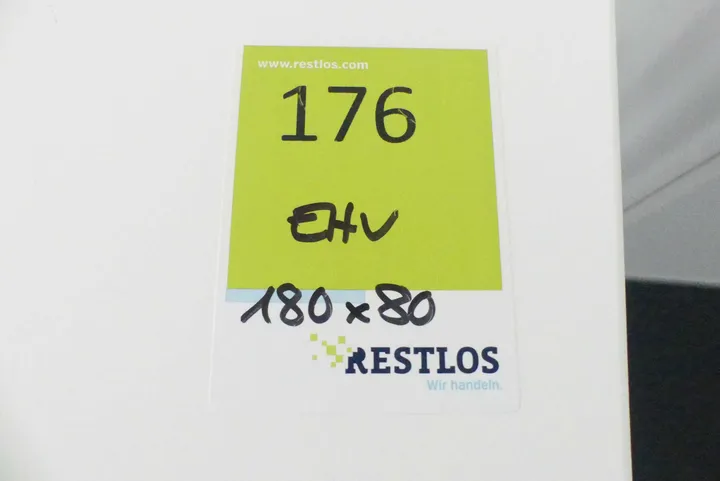 www.restlos.com
176
EHV
180x80
RESTLOS
Wir handeln.